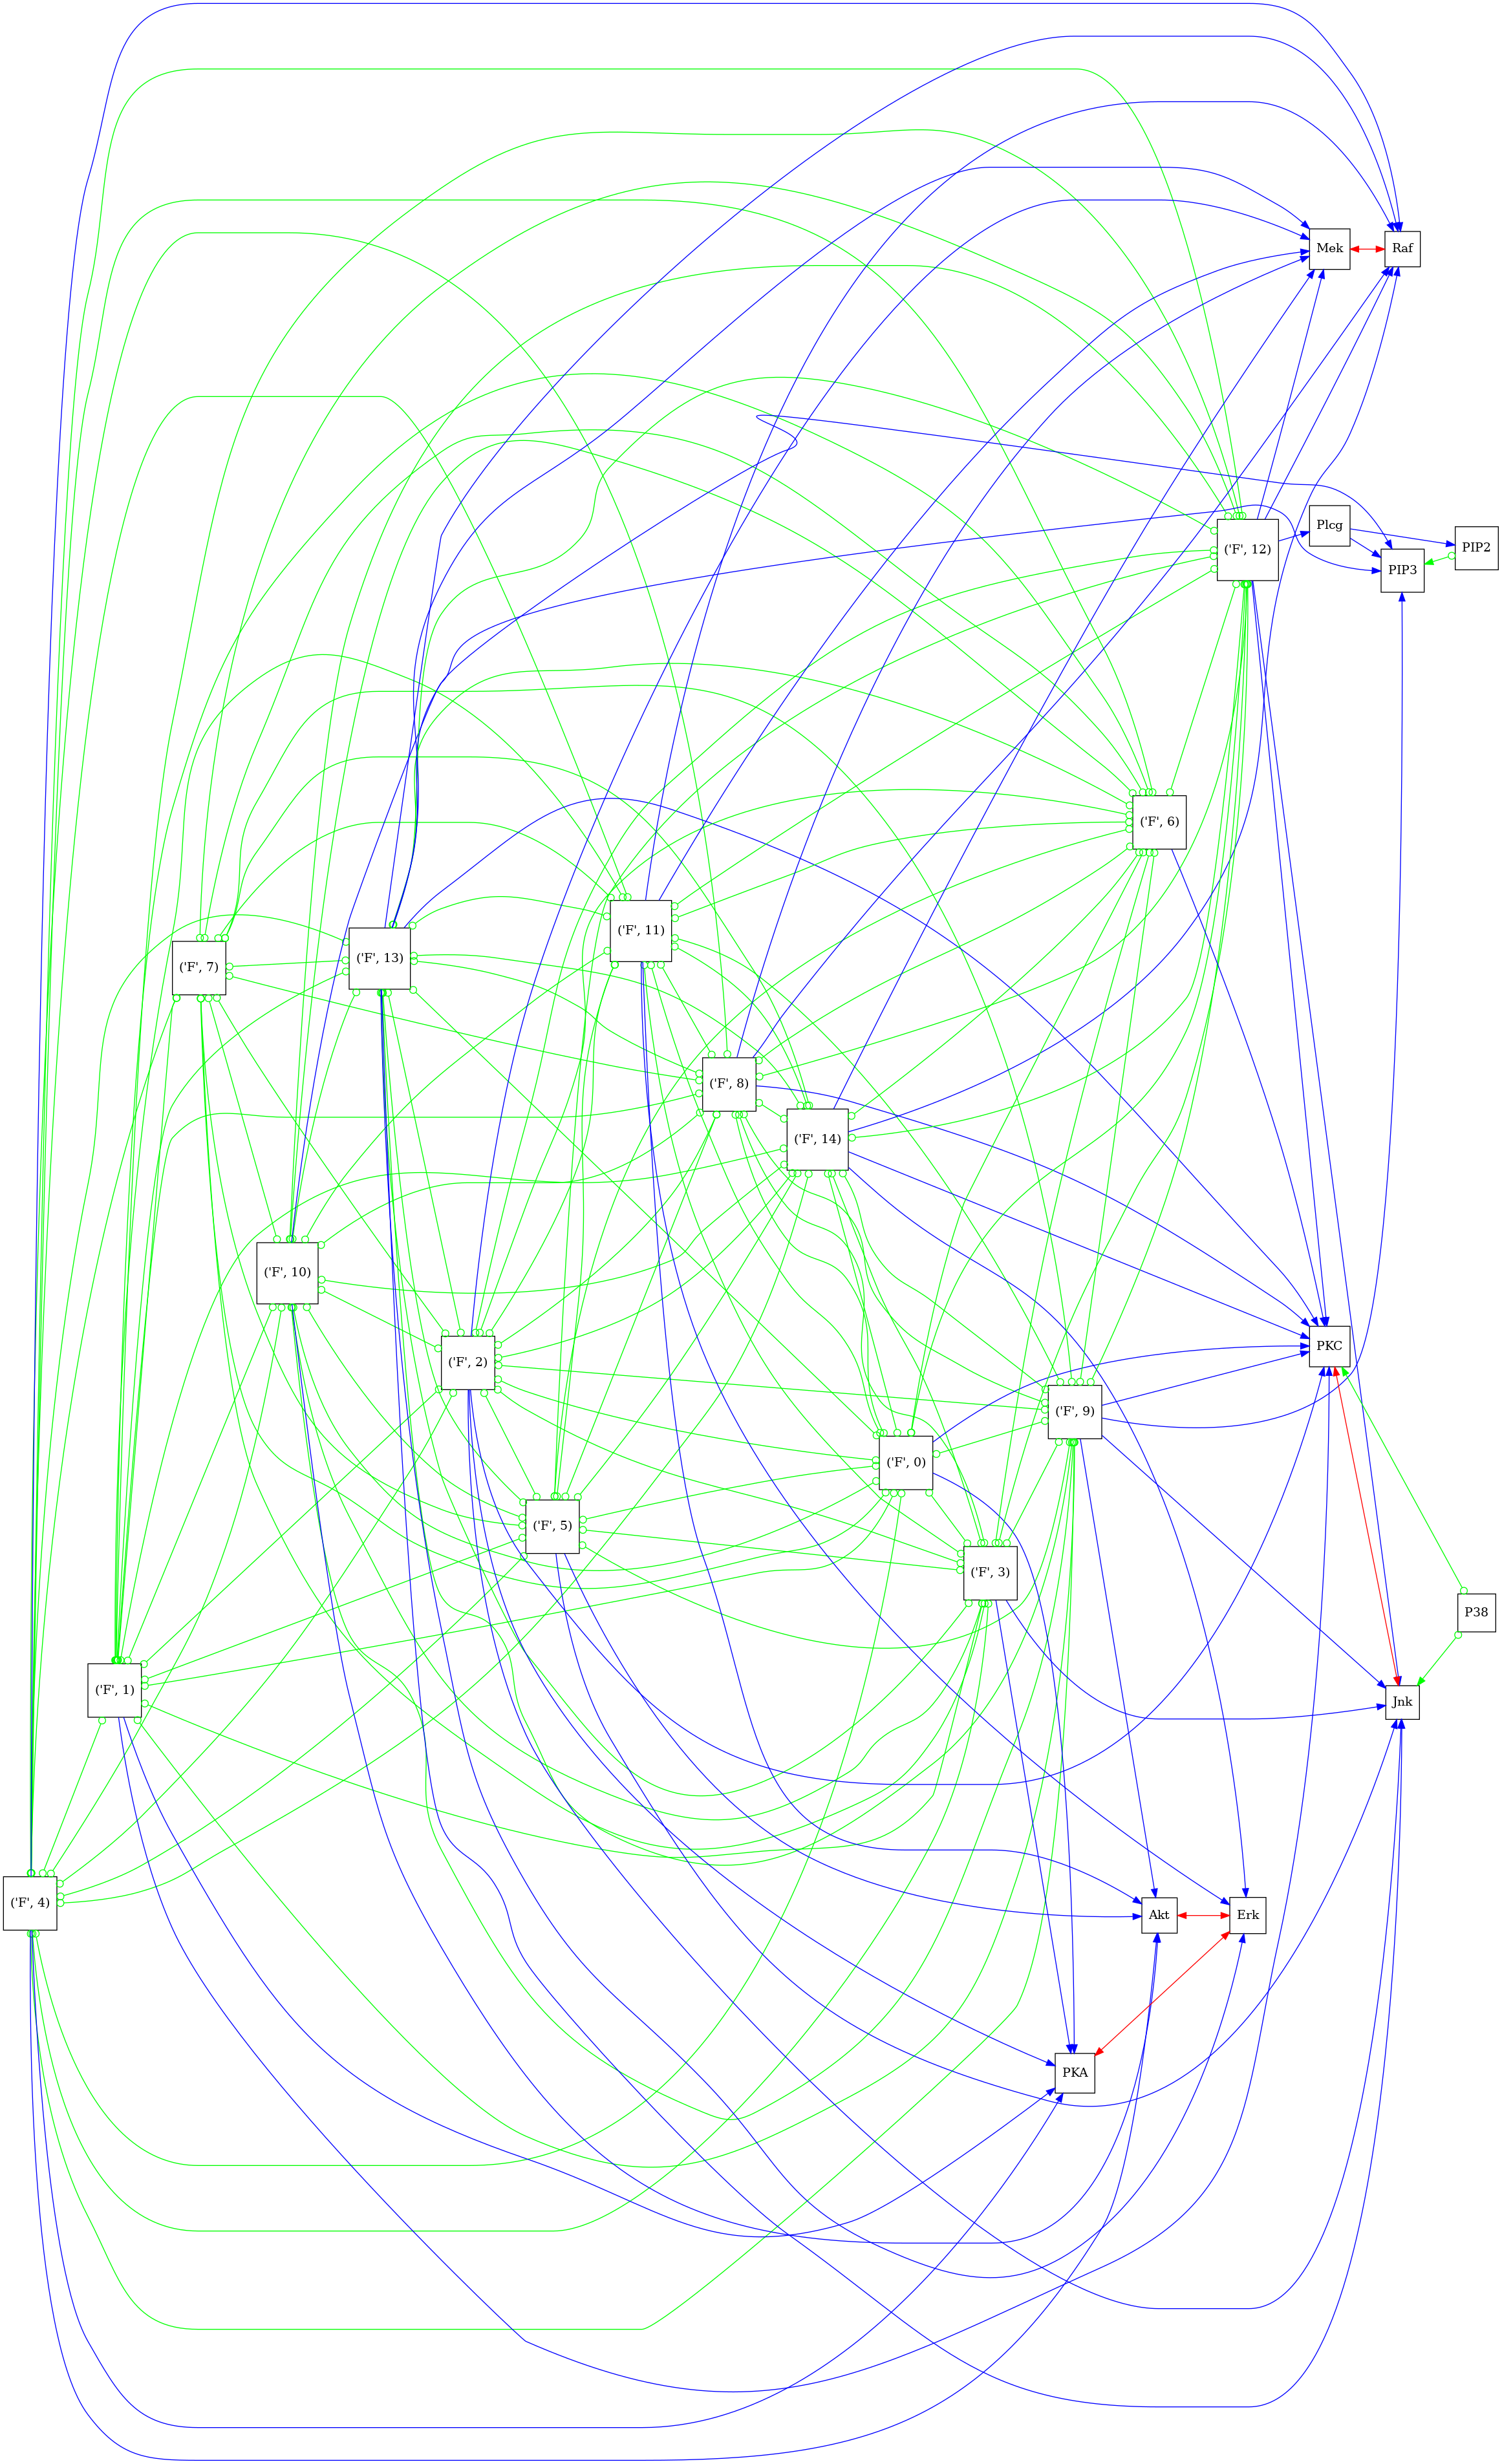 Mek
Raf
Plcg
PIP2
('F', 12)
PIP3
('F', 6)
('F', 11)
('F', 13)
('F', 7)
('F', 8)
('F', 14)
('F', 10)
PKC
('F', 2)
('F', 9)
('F', 0)
('F', 5)
('F', 3)
P38
('F', 1)
Jnk
('F', 4)
Akt
Erk
PKA